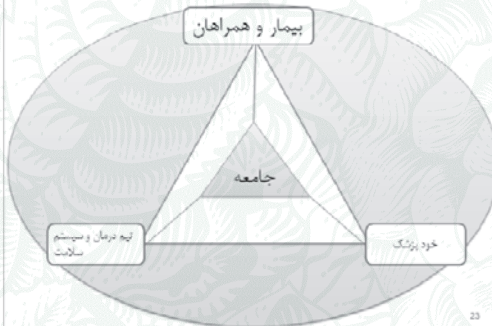 بیمار و همراهان
جامعه
خود پزشک
تیم درمان و سیستم
سلامت
23